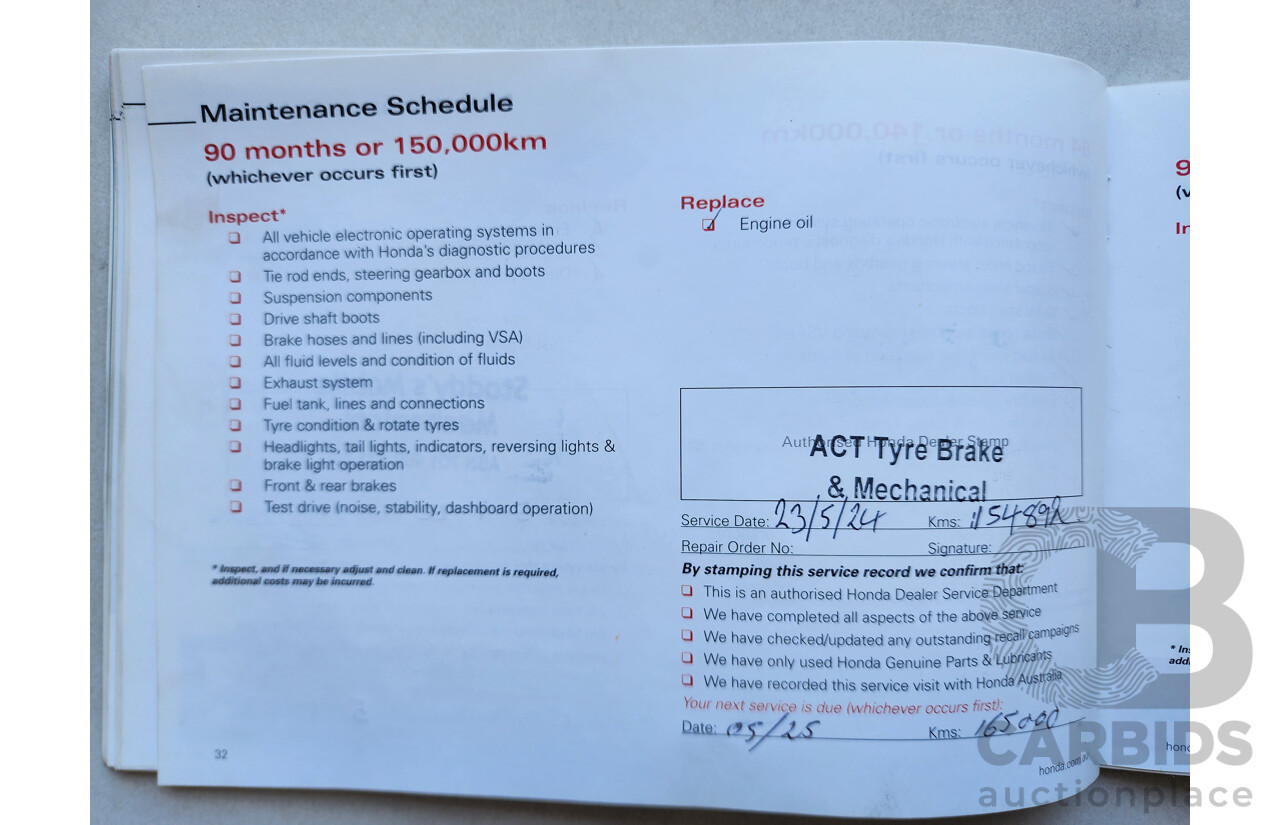 Maintenance Schedule
90 months or 150,000km
(whichever occurs first)
Inspect*
All vehicle electronic operating systems in
accordance with Honda's diagnostic procedures
Tie rod ends, steering gearbox and boots
Suspension components
Drive shaft boots
Brake hoses and lines (including VSA)
All fluid levels and condition of fluids
Exhaust system
Fuel tank, lines and connections
Tyre condition & rotate tyres
Headlights, tail lights, indicators, reversing lights &
brake light operation
Front & rear brakes
Test drive (noise, stability, dashboard operation)
* Inspect, and if necessary adjust and clean. If replacement is required,
additional costs may be incurred.
32
Replace
Engine oil
Authorised Honda Dealer Stamp
ACT Tyre Brake
& Mechanical
Service Date: 23/5/24 Kms:
Repair Order No: Signature:
By stamping this service record we confirm that:
This is an authorised Honda Dealer Service Department
We have completed all aspects of the above service
We have checked/updated any outstanding recall campaigns
We have only used Honda Genuine Parts & Lubricants
We have recorded this service visit with Honda Australia
Your next service is due (whichever occurs first):
Date: 05/25 Kms: 165000
honda.com.au
CARBIDS
auctionplace